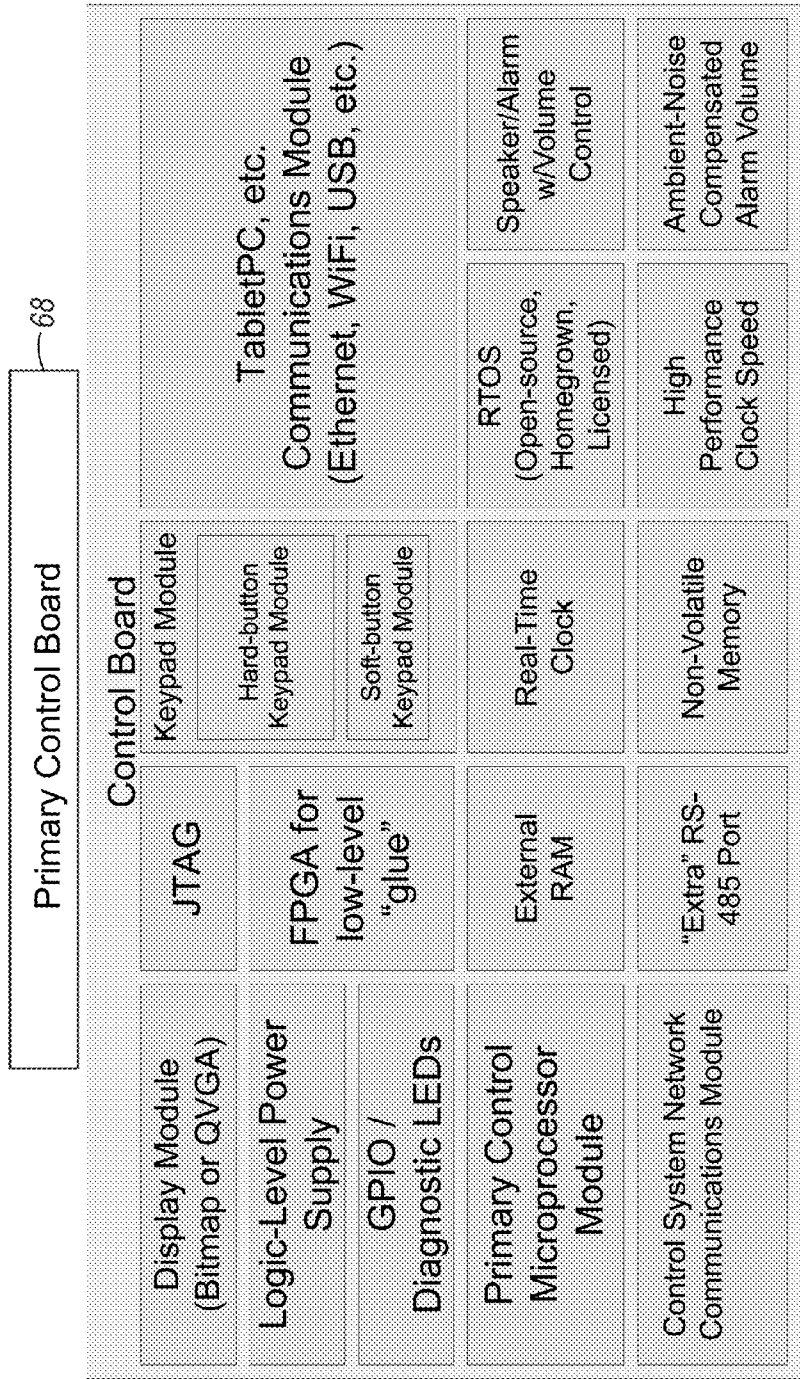 Primary Control Board
68
Control Board
Display Module
(Bitmap or QVGA)
JTAG
Keypad Module
Hard-button
Keypad Module
Soft-button
Keypad Module
TabletPC, etc.
Communications Module
(Ethernet, WiFi, USB, etc.)
Logic-Level Power
Supply
FPGA for
low-level
“glue”
GPIO /
Diagnostic LEDs
Primary Control
Microprocessor
Module
External
RAM
Real-Time
Clock
RTOS
(Open-source,
Homegrown,
Licensed)
Speaker/Alarm
w/Volume
Control
Control System Network
Communications Module
“Extra” RS-
485 Port
Non-Volatile
Memory
High
Performance
Clock Speed
Ambient-Noise
Compensated
Alarm Volume